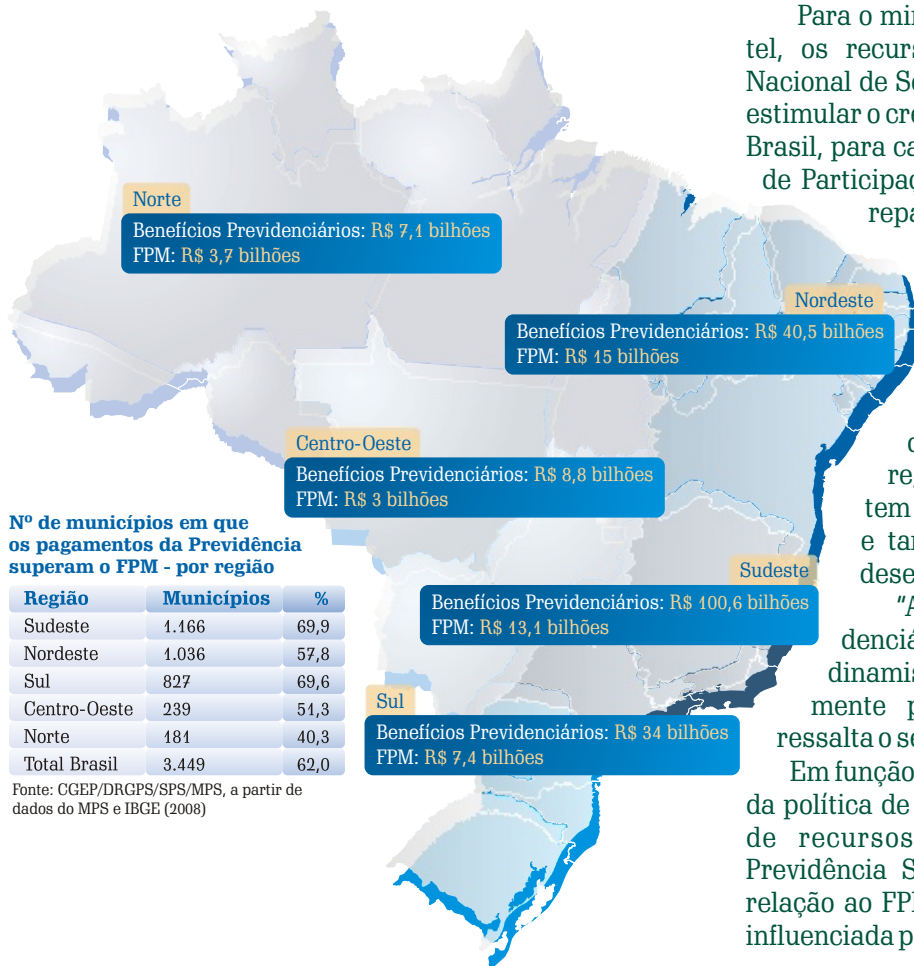 Norte
Benefícios Previdenciários: R$ 7,1 bilhões
FPM: R$ 3,7 bilhões
Nordeste
Benefícios Previdenciários: R$ 40,5 bilhões
FPM: R$ 15 bilhões
Centro-Oeste
Benefícios Previdenciários: R$ 8,8 bilhões
FPM: R$ 3 bilhões
Sudeste
Benefícios Previdenciários: R$ 100,6 bilhões
FPM: R$ 13,1 bilhões
Sul
Benefícios Previdenciários: R$ 34 bilhões
FPM: R$ 7,4 bilhões
Nº de municípios em que
os pagamentos da Previdência
superam o FPM - por região
Região Municípios %
Sudeste 1.166 69,9
Nordeste 1.036 57,8
Sul 827 69,6
Centro-Oeste 239 51,3
Norte 181 40,3
Total Brasil 3.449 62,0
Fonte: CGEP/DRGPS/SPS/MPS, a partir de
dados do MPS e IBGE (2008)
Para o min
tel, os recurs
Nacional de Se
estimular o cre
Brasil, para ca
de Participaç
repa
re
tem
e tar
dese
"A
denciá
dinamis
mente p
ressalta o se
Em função
da política de
de recursos
Previdência S
relação ao FP
influenciada p